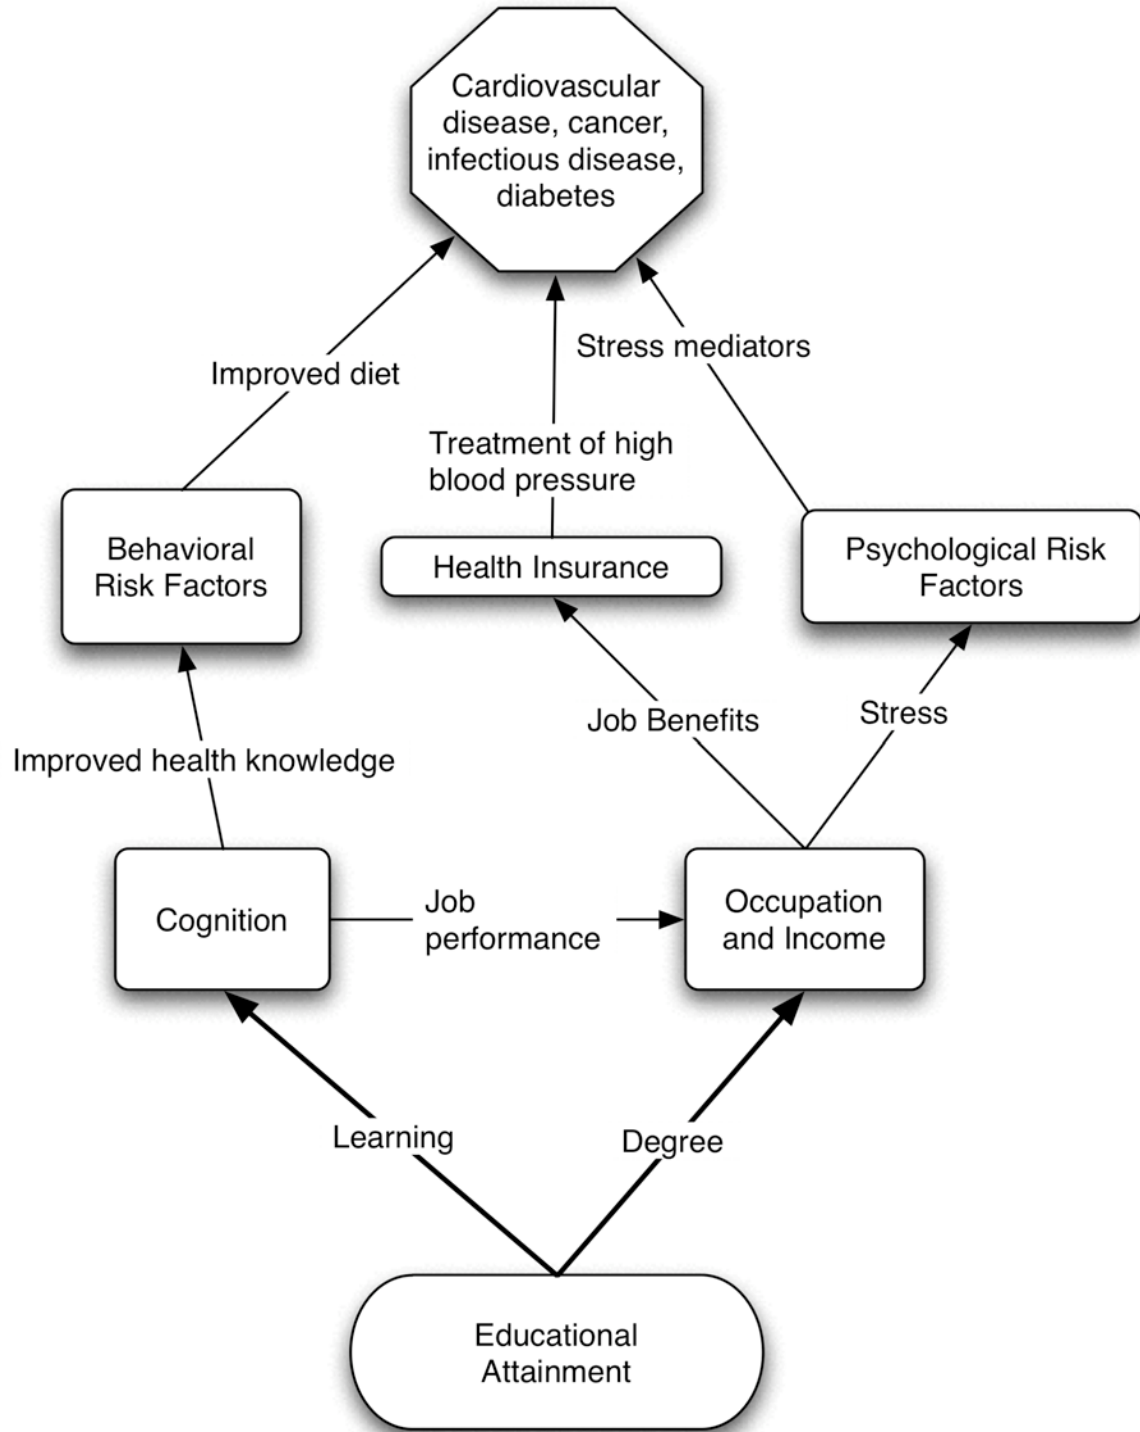 Cardiovascular
disease, cancer,
infectious disease,
diabetes
Stress mediators
Improved diet
Treatment of high
blood pressure
Behavioral
Risk Factors
Health Insurance
Psychological Risk
Factors
Job Benefits
Stress
Improved health knowledge
Cognition
Job
performance
Occupation
and Income
Learning
Degree
Educational
Attainment